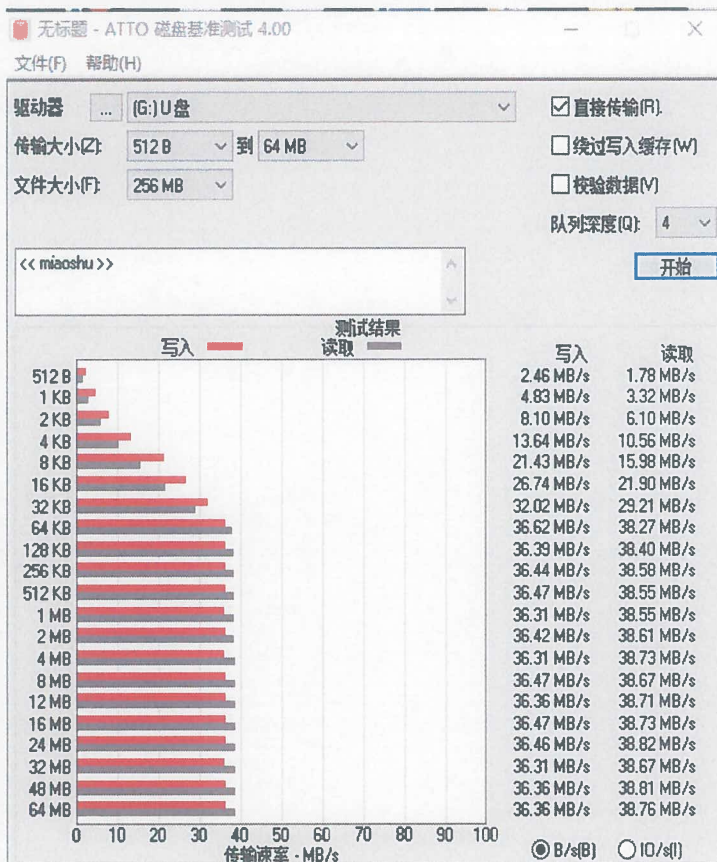 无标题 - ATTO 磁盘基准测试 4.00
文件(F) 帮助(H)
驱动器 ... (G:) U 盘
直接传输(R).
传输大小(Z): 512 B 到 64 MB
绕过写入缓存(W)
文件大小(F): 256 MB
校验数据(V)
队列深度(Q): 4
<< miaoshu >>
开始
测试结果
写入 读取
写入 读取
512 B 2.46 MB/s 1.78 MB/s
1 KB 4.83 MB/s 3.32 MB/s
2 KB 8.10 MB/s 6.10 MB/s
4 KB 13.64 MB/s 10.56 MB/s
8 KB 21.43 MB/s 15.98 MB/s
16 KB 26.74 MB/s 21.90 MB/s
32 KB 32.02 MB/s 29.21 MB/s
64 KB 36.62 MB/s 38.27 MB/s
128 KB 36.39 MB/s 38.40 MB/s
256 KB 36.44 MB/s 38.58 MB/s
512 KB 36.47 MB/s 38.55 MB/s
1 MB 36.31 MB/s 38.55 MB/s
2 MB 36.42 MB/s 38.61 MB/s
4 MB 36.31 MB/s 38.73 MB/s
8 MB 36.47 MB/s 38.67 MB/s
12 MB 36.36 MB/s 38.71 MB/s
16 MB 36.47 MB/s 38.73 MB/s
24 MB 36.46 MB/s 38.82 MB/s
32 MB 36.31 MB/s 38.67 MB/s
48 MB 36.36 MB/s 38.81 MB/s
64 MB 36.36 MB/s 38.76 MB/s
0 10 20 30 40 50 60 70 80 90 100
传输速率 - MB/s
B/s(B) IO/s(I)